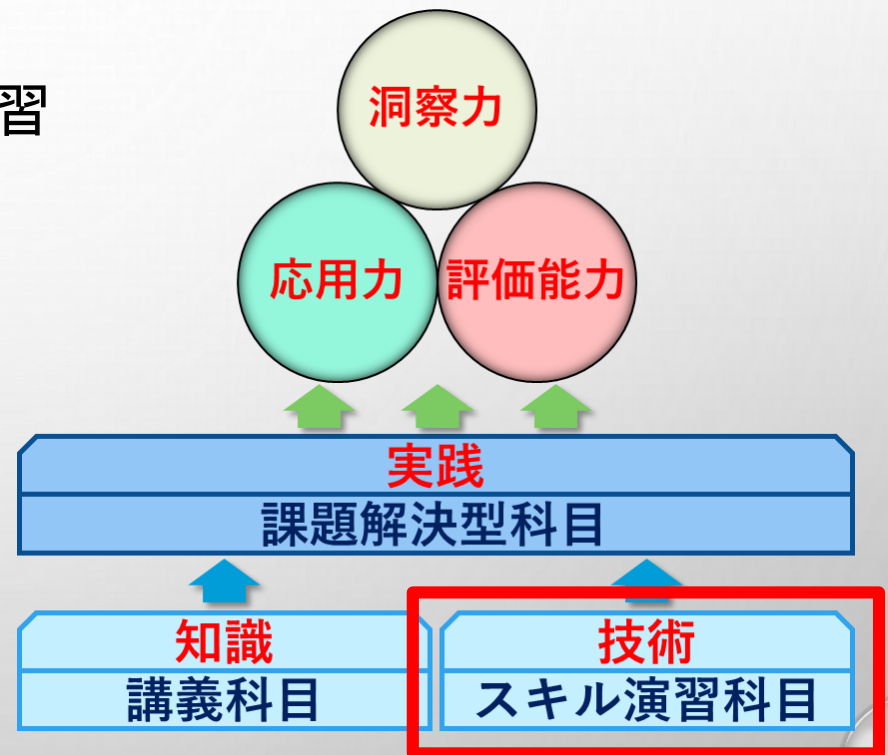 習
洞察力
応用力
評価能力
実践
課題解決型科目
知識
講義科目
技術
スキル演習科目